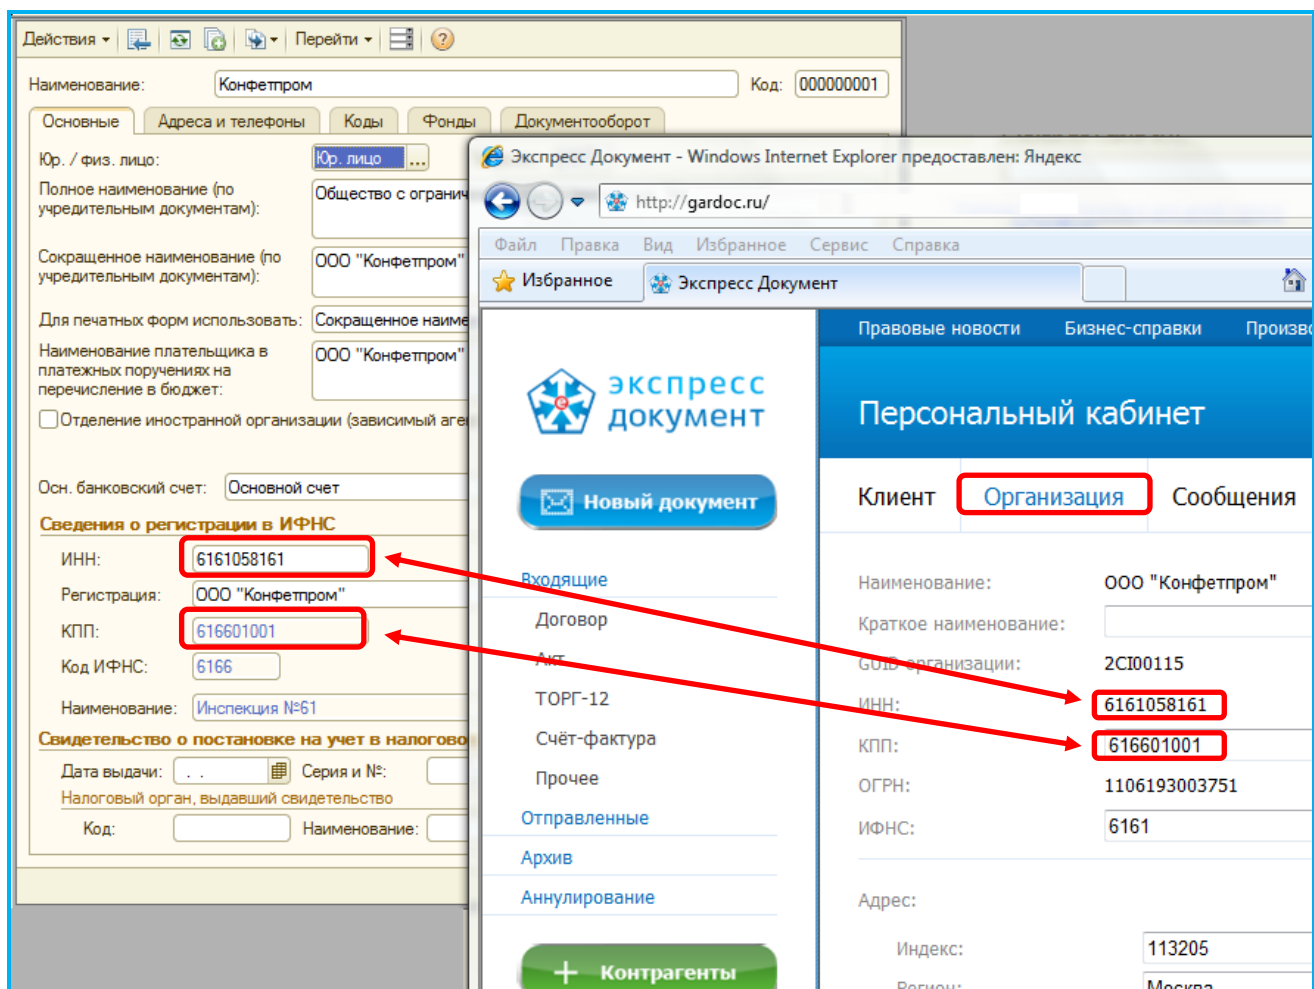 Действия
Перейти
Наименование: Конфетпром Код: 000000001
Основные Адреса и телефоны Коды Фонды Документооборот
Юр. / физ. лицо: Юр. лицо ...
Полное наименование (по
учредительным документам):
Общество с огранич
Сокращенное наименование (по
учредительным документам):
ООО "Конфетпром"
Для печатных форм использовать: Сокращенное наиме
Наименование плательщика в
платежных поручениях на
перечисление в бюджет:
ООО "Конфетпром"
Отделение иностранной организации (зависимый аге
Осн. банковский счет: Основной счет
Сведения о регистрации в ИФНС
ИНН: 6161058161
Регистрация: ООО "Конфетпром"
КПП: 616601001
Код ИФНС: 6166
Наименование: Инспекция №61
Свидетельство о постановке на учет в налогово
Дата выдачи: . . Серия и №:
Налоговый орган, выдавший свидетельство
Код: Наименование:
Экспресс Документ - Windows Internet Explorer предоставлен: Яндекс
http://gardoc.ru/
Файл Правка Вид Избранное Сервис Справка
Избранное Экспресс Документ
экспресс
документ
Новый документ
Входящие
Договор
Акт
ТОРГ-12
Счёт-фактура
Прочее
Отправленные
Архив
Аннулирование
+ Контрагенты
Правовые новости Бизнес-справки Произво
Персональный кабинет
Клиент Организация Сообщения
Наименование: ООО "Конфетпром"
Краткое наименование:
GUID организации: 2CI00115
ИНН: 6161058161
КПП: 616601001
ОГРН: 1106193003751
ИФНС: 6161
Адрес:
Индекс: 113205
Регион: Москва